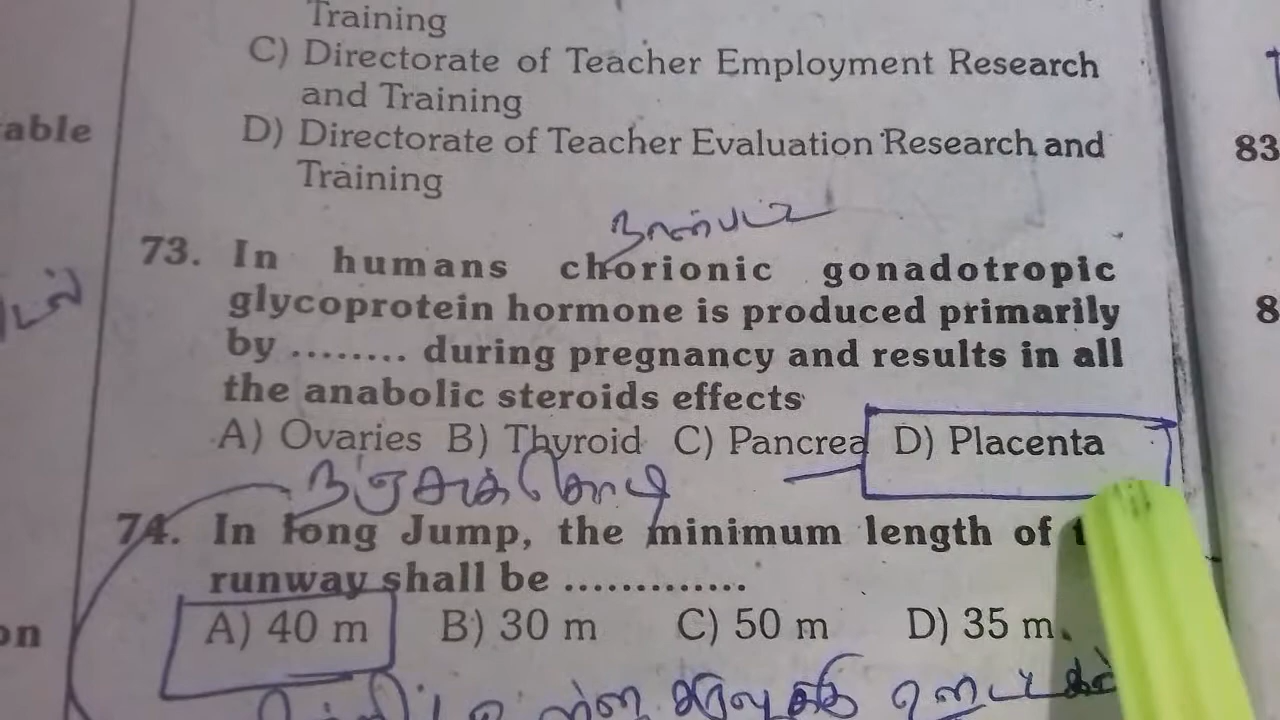 Training
C) Directorate of Teacher Employment Research
and Training
D) Directorate of Teacher Evaluation Research and
Training
able
83
73. In humans chorionic gonadotropic
glycoprotein hormone is produced primarily
8
by ........ during pregnancy and results in all
the anabolic steroids effects
A) Ovaries B) Thyroid C) Pancrea D) Placenta
74. In long Jump, the minimum length of
runway shall be .............
A) 40 m B) 30 m C) 50 m D) 35 m
on